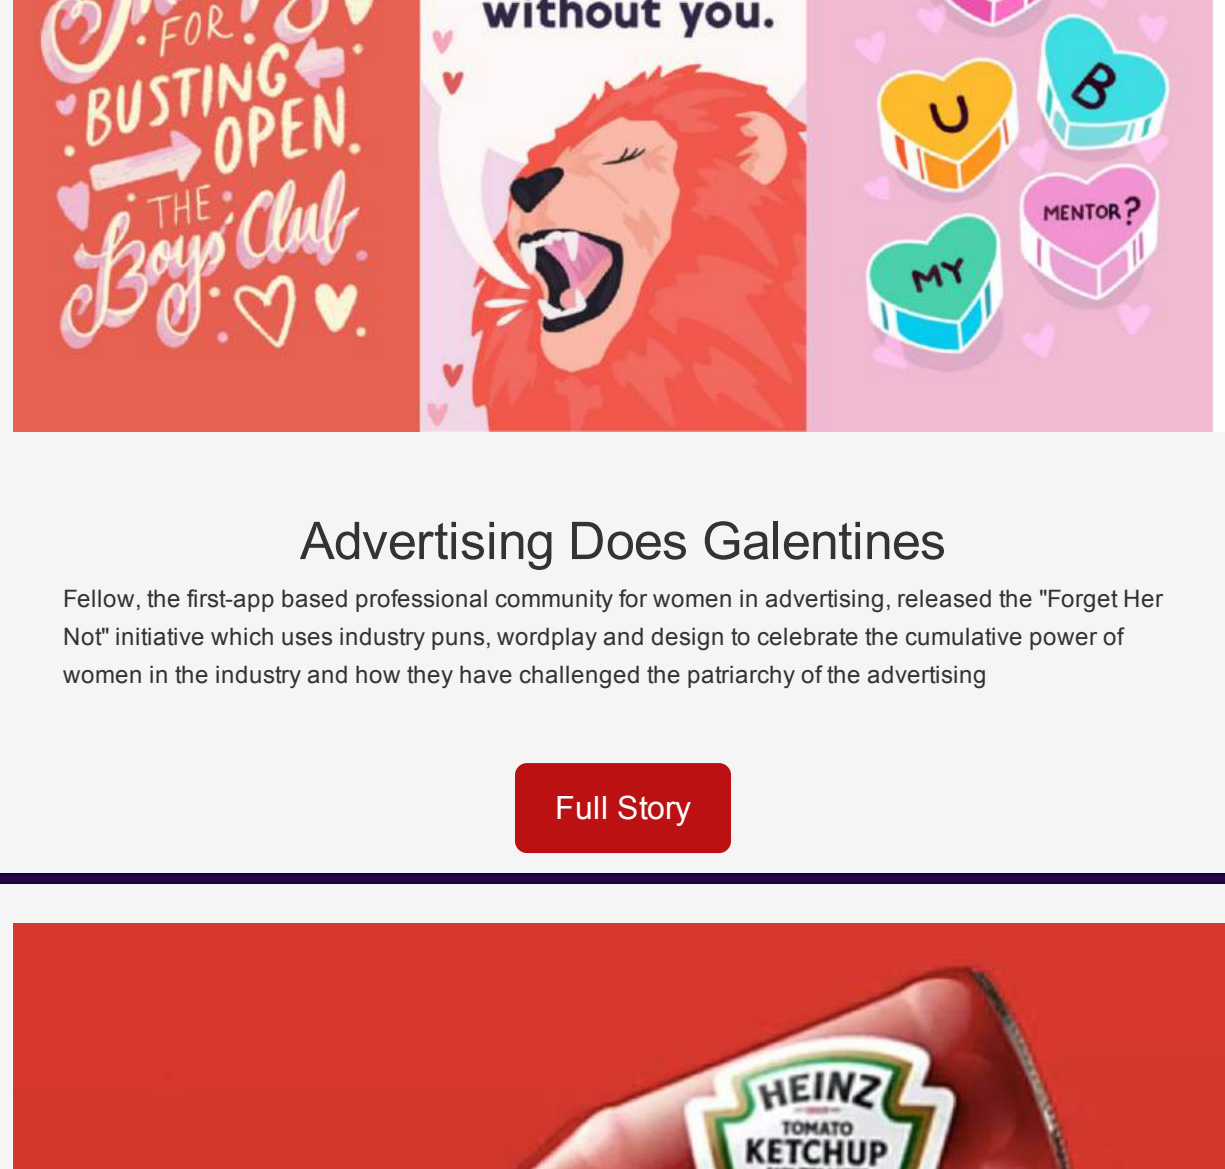 without you.
FOR
BUSTING
OPEN
THE
Boys' Club
U
B
MENTOR?
MY
Advertising Does Galentines
Fellow, the first-app based professional community for women in advertising, released the "Forget Her
Not" initiative which uses industry puns, wordplay and design to celebrate the cumulative power of
women in the industry and how they have challenged the patriarchy of the advertising
Full Story
HEINZ
TOMATO
KETCHUP